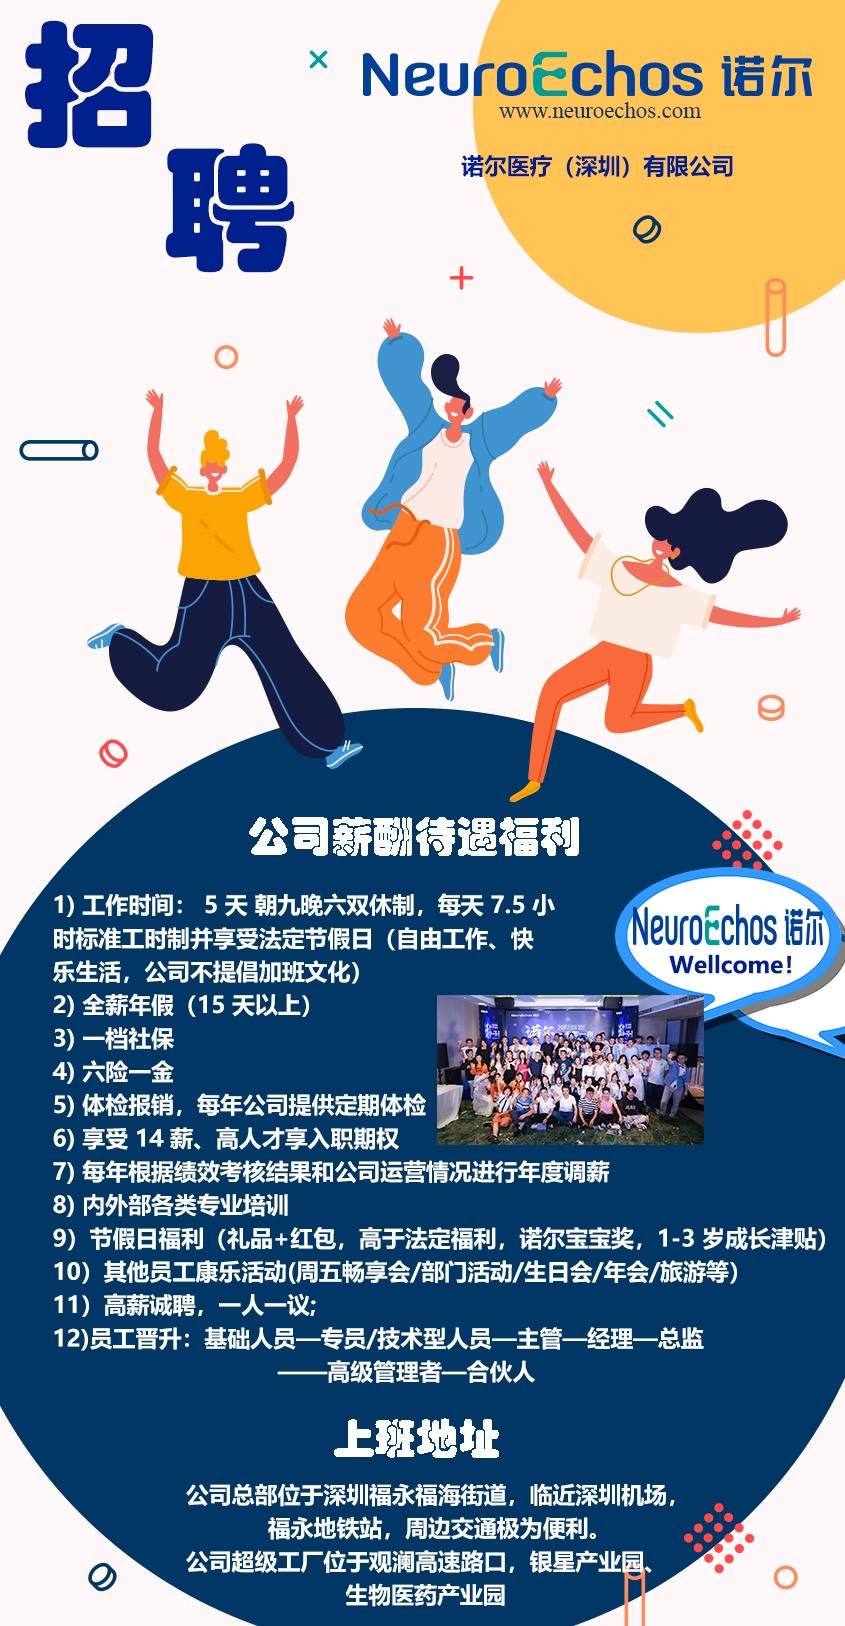 招
聘
NeuroEchos 诺尔
www.neuroechos.com
诺尔医疗（深圳）有限公司
公司薪酬待遇福利
1) 工作时间： 5 天 朝九晚六双休制，每天 7.5 小
时标准工时制并享受法定节假日（自由工作、快
乐生活，公司不提倡加班文化）
NeuroEchos 诺尔
Wellcome!
2) 全薪年假（15 天以上）
3) 一档社保
4) 六险一金
5) 体检报销，每年公司提供定期体检
6) 享受 14 薪、高人才享入职期权
NeuroEchos 诺尔
诺尔
2022
7) 每年根据绩效考核结果和公司运营情况进行年度调薪
8) 内外部各类专业培训
9）节假日福利（礼品+红包，高于法定福利，诺尔宝宝奖，1-3 岁成长津贴）
10）其他员工康乐活动(周五畅享会/部门活动/生日会/年会/旅游等）
11）高薪诚聘，一人一议;
12)员工晋升：基础人员—专员/技术型人员—主管—经理—总监
——高级管理者—合伙人
上班地址
公司总部位于深圳福永福海街道，临近深圳机场，
福永地铁站，周边交通极为便利。
公司超级工厂位于观澜高速路口，银星产业园、
生物医药产业园